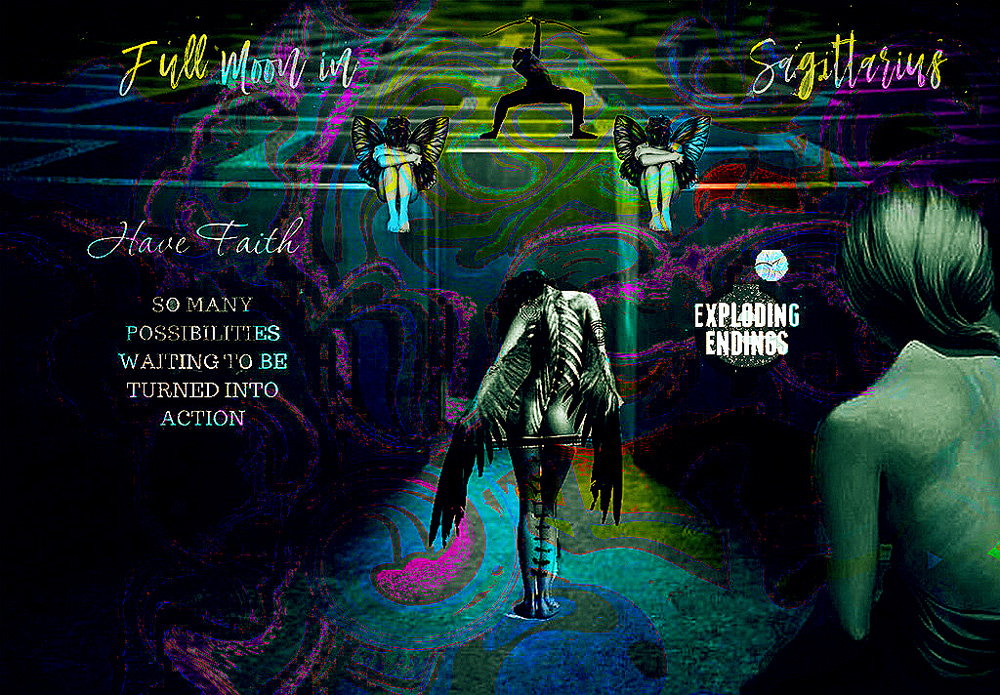 Full Moon in
Sagittarius
Have Faith
SO MANY
POSSIBILITIES
WAITING TO BE
TURNED INTO
ACTION
EXPLODING
ENDINGS